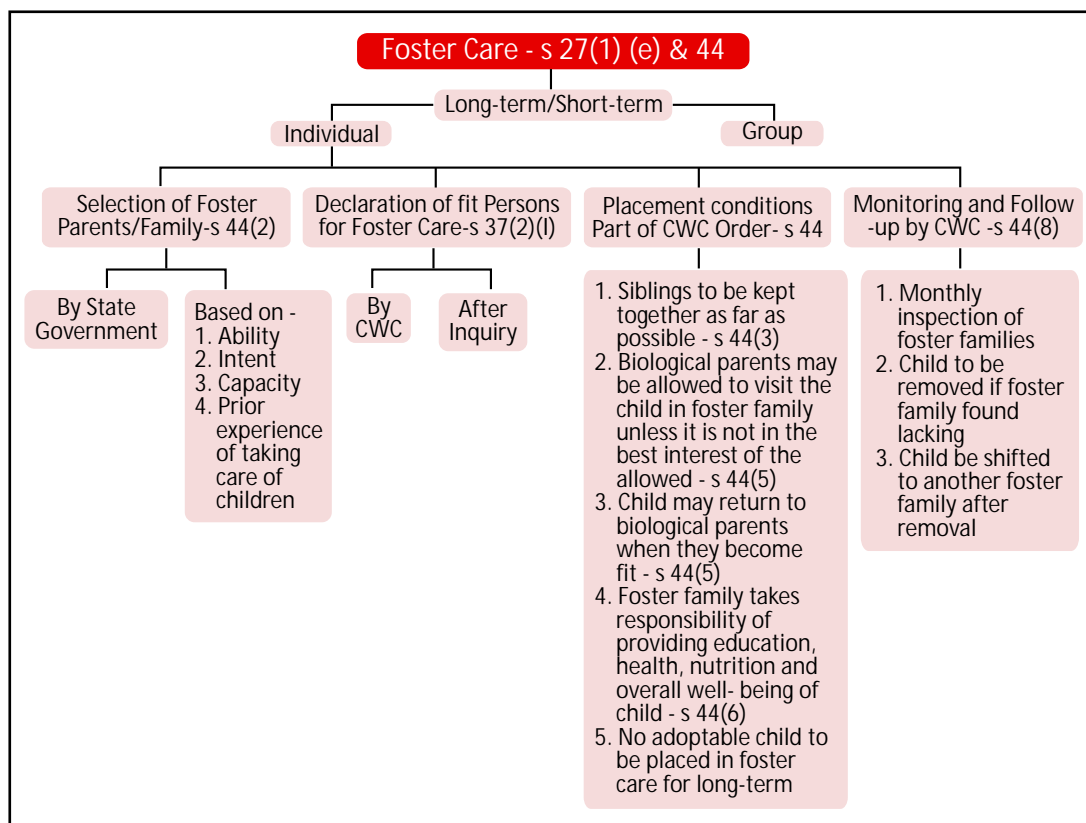 Foster Care - s 27(1) (e) & 44
Long-term/Short-term
Individual
Group
Selection of Foster
Parents/Family-s 44(2)
Declaration of fit Persons
for Foster Care-s 37(2)(l)
Placement conditions
Part of CWC Order- s 44
Monitoring and Follow
-up by CWC -s 44(8)
By State
Government
Based on -
1. Ability
2. Intent
3. Capacity
4. Prior
experience
of taking
care of
children
By
CWC
After
Inquiry
1. Siblings to be kept
together as far as
possible - s 44(3)
2. Biological parents may
be allowed to visit the
child in foster family
unless it is not in the
best interest of the
allowed - s 44(5)
3. Child may return to
biological parents
when they become
fit - s 44(5)
4. Foster family takes
responsibility of
providing education,
health, nutrition and
overall well- being of
child - s 44(6)
5. No adoptable child to
be placed in foster
care for long-term
1. Monthly
inspection of
foster families
2. Child to be
removed if foster
family found
lacking
3. Child be shifted
to another foster
family after
removal